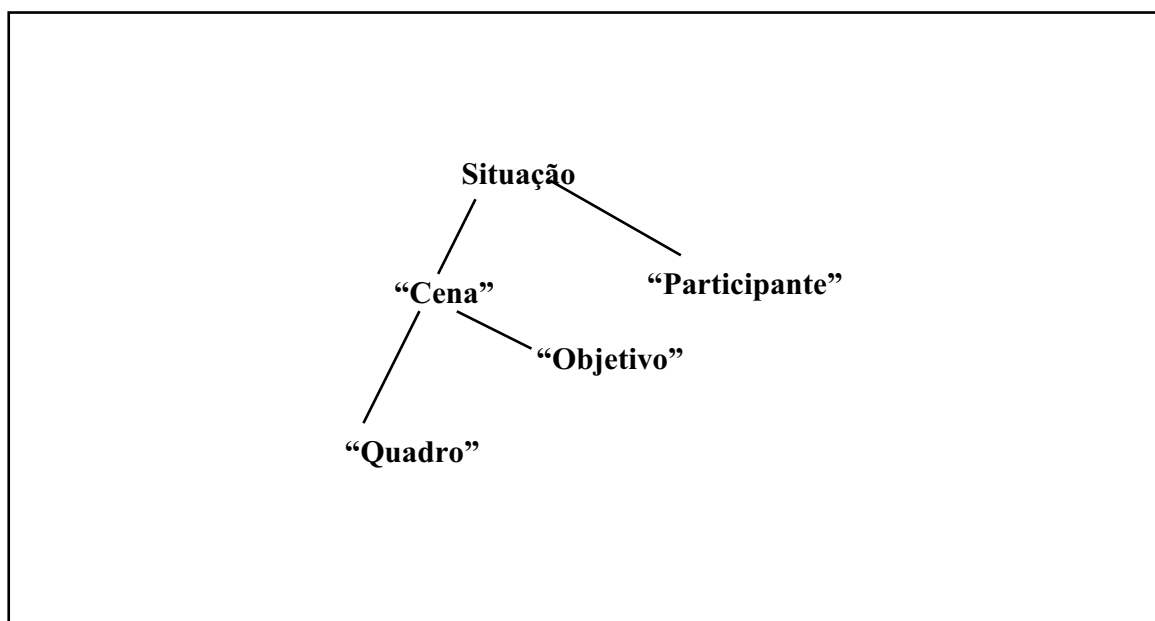 Situação
“Participante”
“Cena”
“Objetivo”
“Quadro”